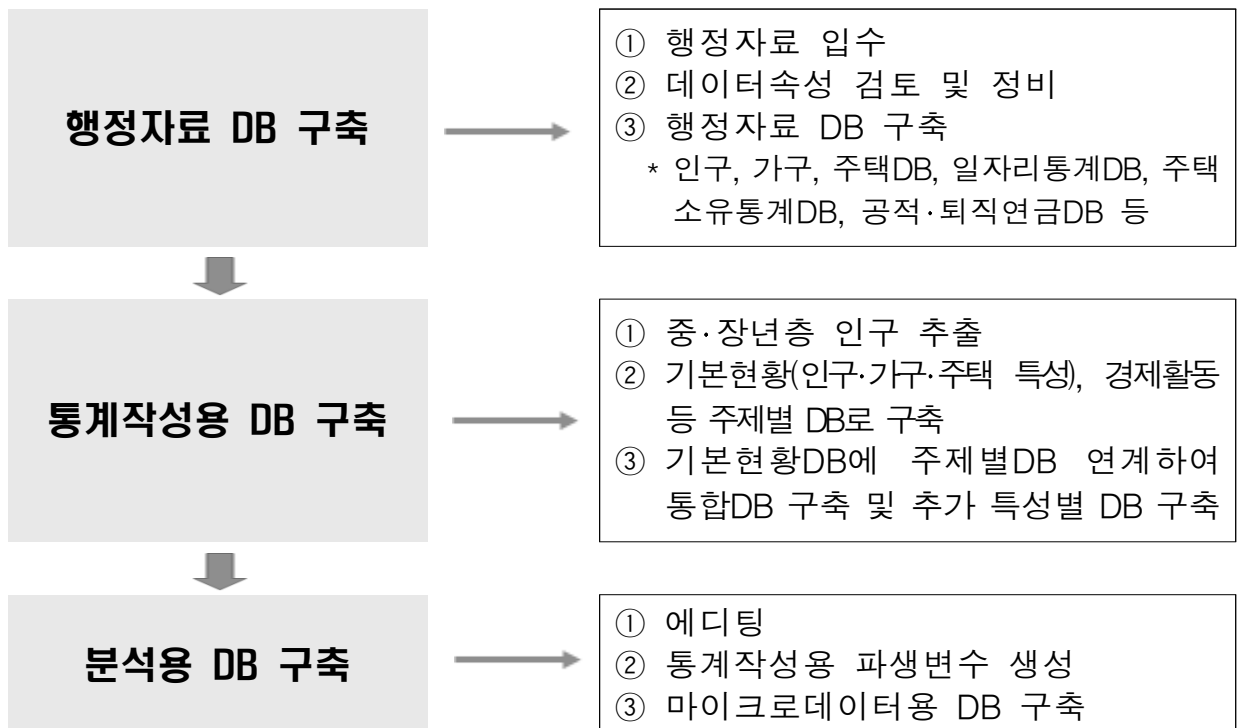 행정자료 DB 구축
① 행정자료 입수
② 데이터속성 검토 및 정비
③ 행정자료 DB 구축
* 인구, 가구, 주택DB, 일자리통계DB, 주택
소유통계DB, 공적·퇴직연금DB 등
통계작성용 DB 구축
① 중·장년층 인구 추출
② 기본현황(인구·가구·주택 특성), 경제활동
등 주제별 DB로 구축
③ 기본현황DB에 주제별DB 연계하여
통합DB 구축 및 추가 특성별 DB 구축
분석용 DB 구축
① 에디팅
② 통계작성용 파생변수 생성
③ 마이크로데이터용 DB 구축